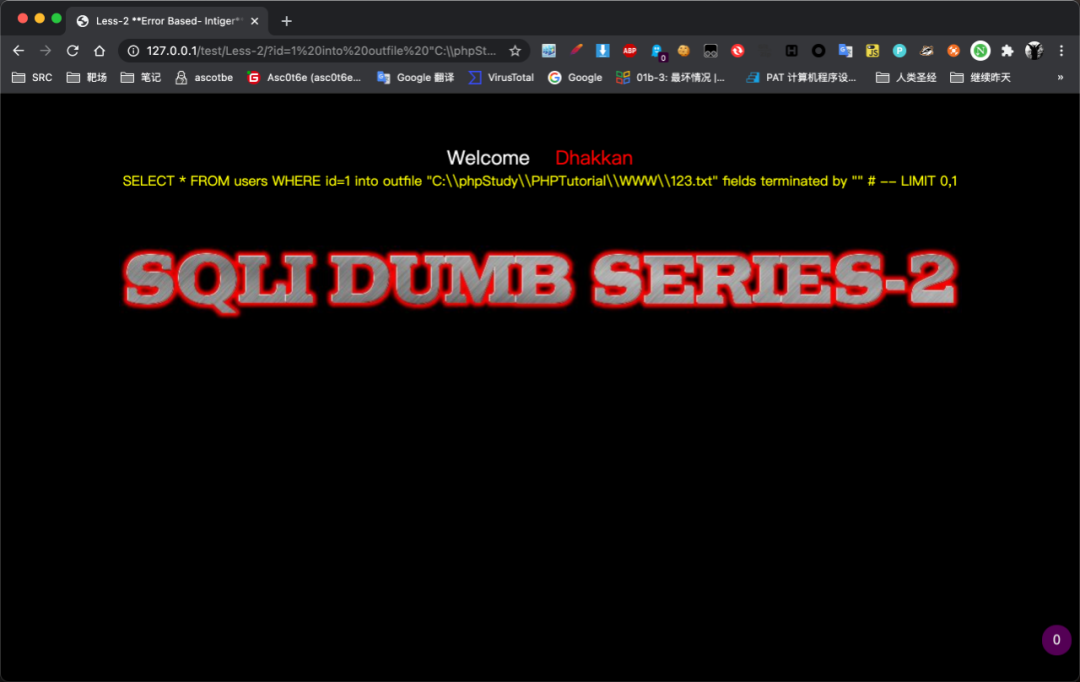 Less-2 **Error Based- Intiger**
127.0.0.1/test/Less-2/?id=1%20into%20outfile%20"C:\\phpSt...
ABP
0
H
JS
P
N
SRC
靶场
笔记
ascotbe
Asc0t6e (asc0t6e...
Google 翻译
VirusTotal
Google
01b-3: 最坏情况 |...
PAT 计算机程序设...
人类圣经
继续昨天
»
Welcome Dhakkan
SELECT * FROM users WHERE id=1 into outfile "C:\\phpStudy\\PHPTutorial\\WWW\\123.txt" fields terminated by "" # -- LIMIT 0,1
SQLI DUMB SERIES-2
0